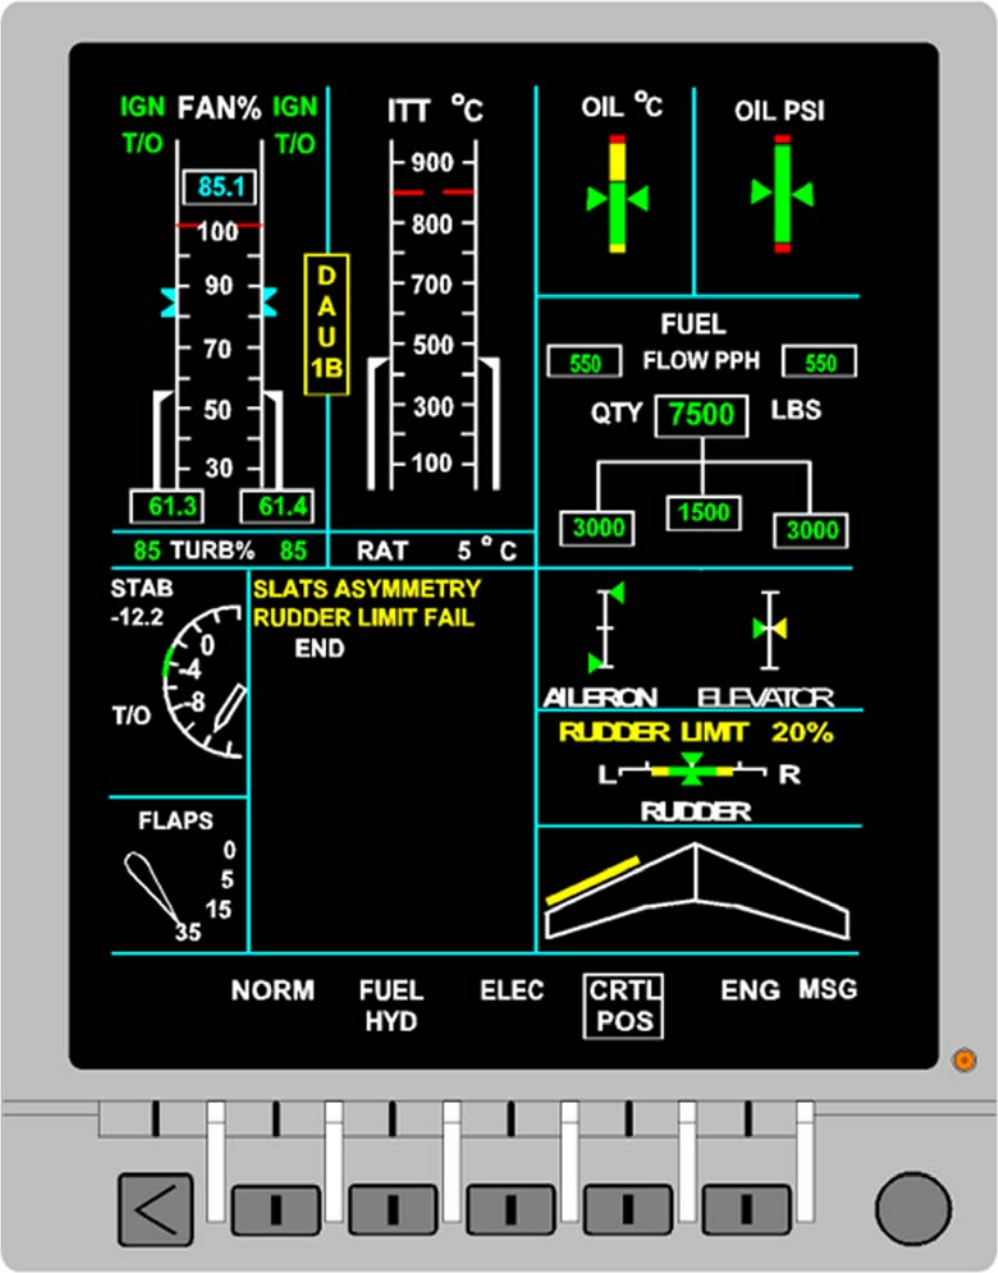 IGN FAN% IGN
T/O T/O
85.1
100
90
70
50
30
61.3 61.4
85 TURB% 85
D
A
U
1B
ITT °C
900
800
700
500
300
100
RAT 5 °C
OIL °C
OIL PSI
FUEL
550 FLOW PPH 550
QTY 7500 LBS
3000 1500 3000
STAB
-12.2
0
-4
-8
T/O
SLATS ASYMMETRY
RUDDER LIMIT FAIL
END
AILERON ELEVATOR
RUDDER LIMIT 20%
L R
RUDDER
FLAPS
0
5
15
35
NORM FUEL ELEC CRTL ENG MSG
HYD POS